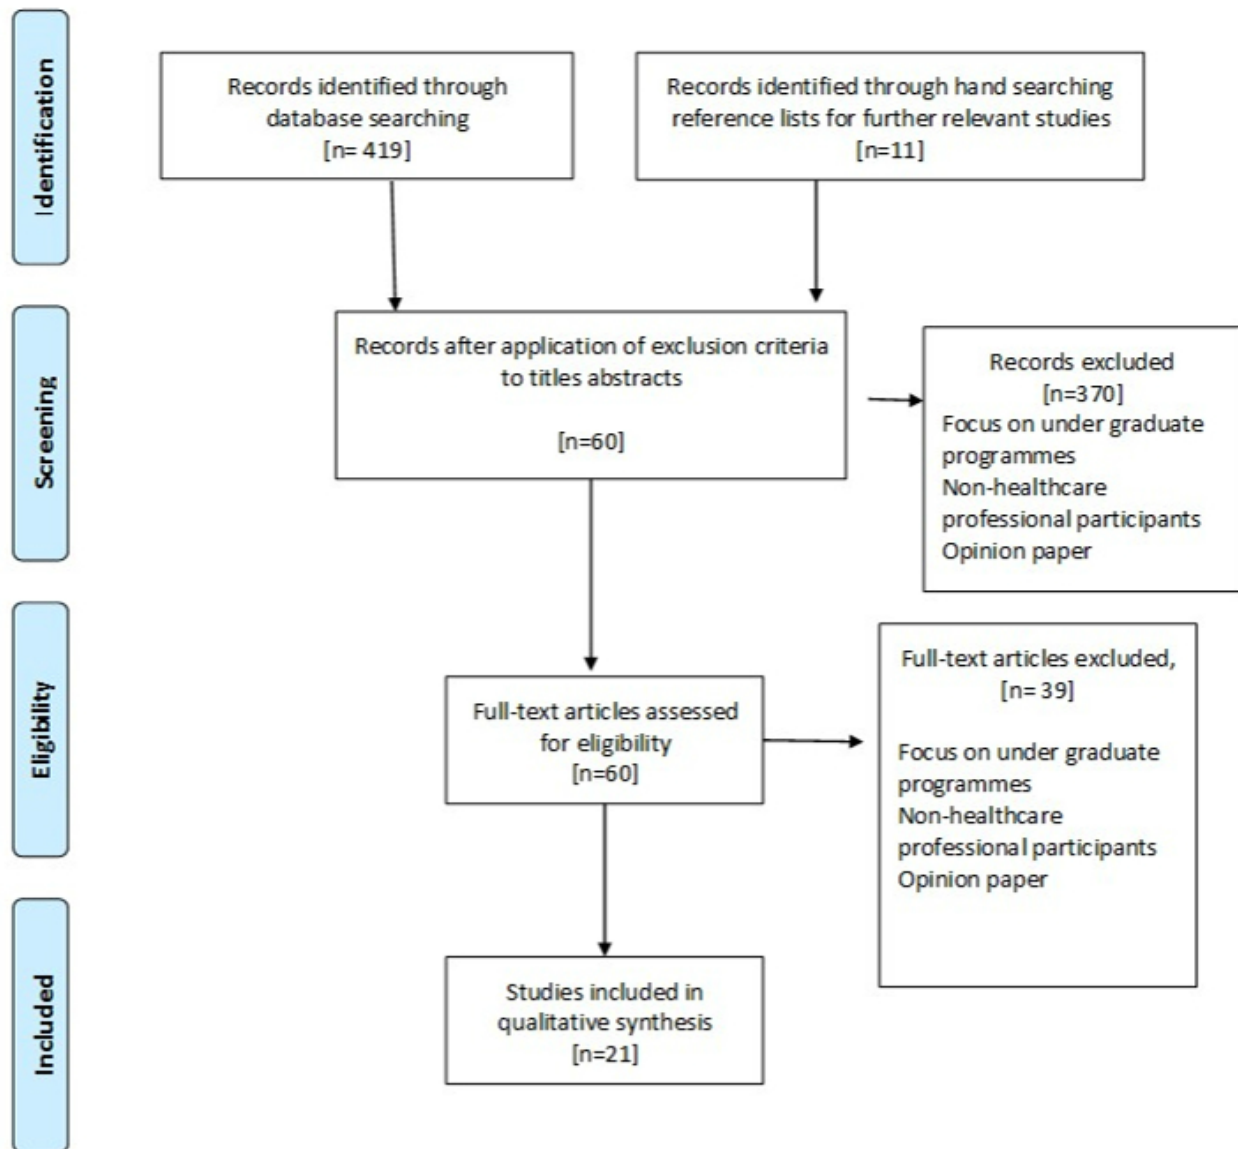 Identification
Records identified through
database searching
[n= 419]
Records identified through hand searching
reference lists for further relevant studies
[n=11]
Screening
Records after application of exclusion criteria
to titles abstracts
[n=60]
Records excluded
[n=370]
Focus on under graduate
programmes
Non-healthcare
professional participants
Opinion paper
Eligibility
Full-text articles assessed
for eligibility
[n=60]
Full-text articles excluded,
[n= 39]
Focus on under graduate
programmes
Non-healthcare
professional participants
Opinion paper
Included
Studies included in
qualitative synthesis
[n=21]